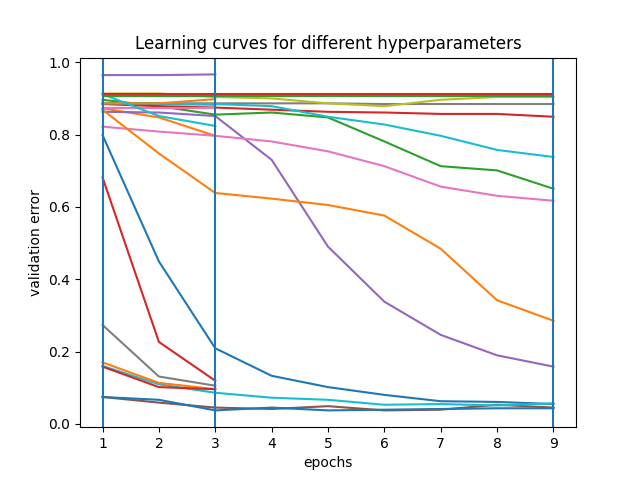 Learning curves for different hyperparameters
1.0
0.8
0.6
0.4
0.2
0.0
validation error
1 2 3 4 5 6 7 8 9
epochs